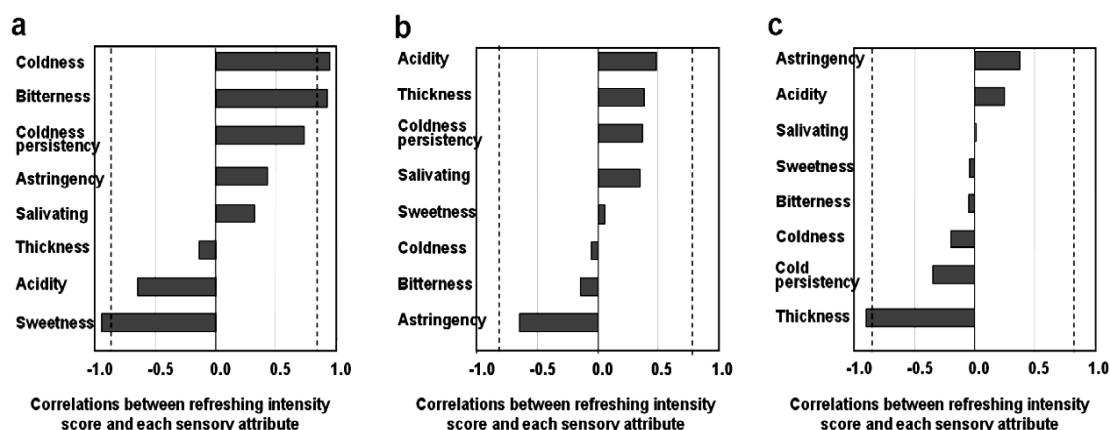 a
Coldness
Bitterness
Coldness
persistency
Astringency
Salivating
Thickness
Acidity
Sweetness
-1.0 -0.5 0.0 0.5 1.0
Correlations between refreshing intensity
score and each sensory attribute
b
Acidity
Thickness
Coldness
persistency
Salivating
Sweetness
Coldness
Bitterness
Astringency
-1.0 -0.5 0.0 0.5 1.0
Correlations between refreshing intensity
score and each sensory attribute
c
Astringency
Acidity
Salivating
Sweetness
Bitterness
Coldness
Cold
persistency
Thickness
-1.0 -0.5 0.0 0.5 1.0
Correlations between refreshing intensity
score and each sensory attribute